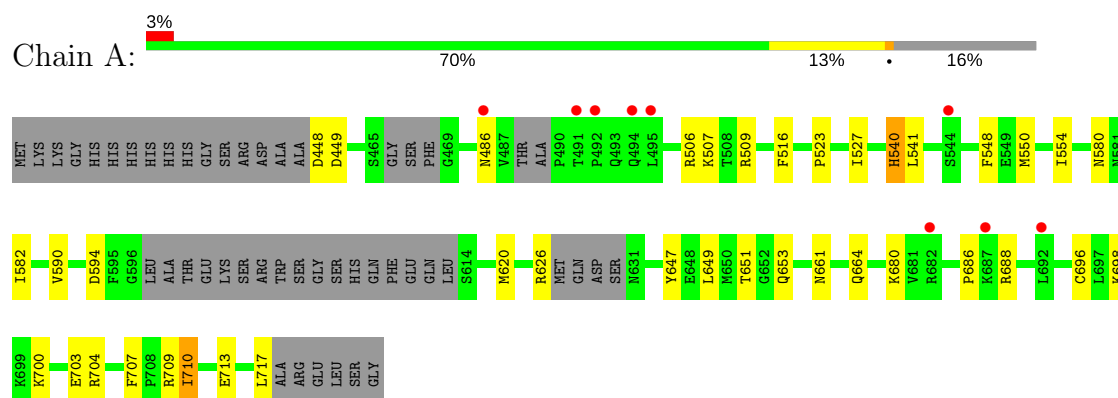 3%
Chain A:
70% 13% • 16%
MET LYS LYS GLY HIS HIS HIS HIS HIS HIS GLY SER ARG ASP ALA ALA D448 D449 S465 GLY SER PHE G469 N486 V487 THR ALA P490 T491 P492 Q493 Q494 L495 R506 K507 T508 R509 F516 P523 I527 H540 L541 S544 F548 E549 M550 I554 N580 N581
I582 V590 D594 F595 G596 LEU ALA THR GLU LYS SER ARG TRP SER GLY SER HIS GLN PHE GLU GLN LEU S614 M620 R626 MET GLN ASP SER N631 Y647 E648 L649 M650 T651 G652 Q653 N661 Q664 K680 V681 R682 P686 K687 R688 L692 C696 L697 K698
K699 K700 E703 R704 F707 P708 R709 I710 E713 L717 ALA ARG GLU LEU SER GLY